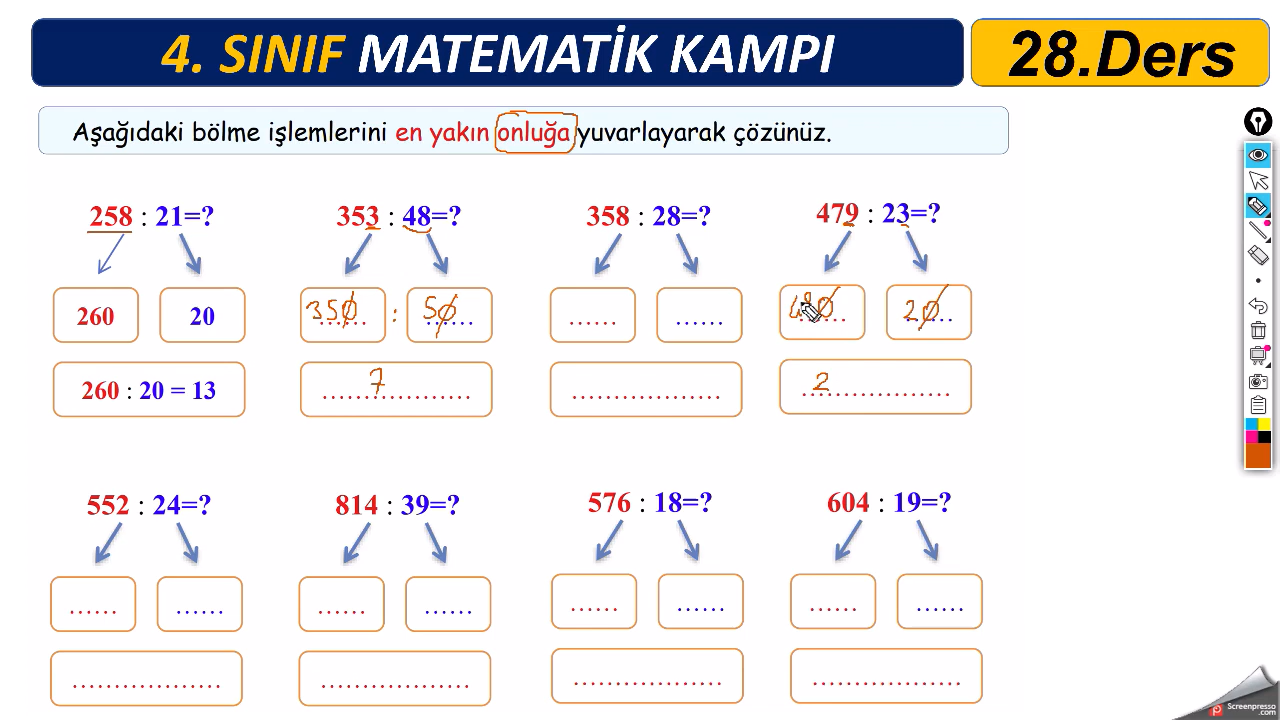 4. SINIF MATEMATİK KAMPI
28.Ders
Aşağıdaki bölme işlemlerini en yakın onluğa yuvarlayarak çözünüz.
258 : 21=?
353 : 48=?
358 : 28=?
479 : 23=?
260
20
350 : 50
......
......
480
20
260 : 20 = 13
7
..................
2
552 : 24=?
814 : 39=?
576 : 18=?
604 : 19=?
......
......
......
......
......
......
......
......
..................
..................
..................
..................
Screenpresso
.com